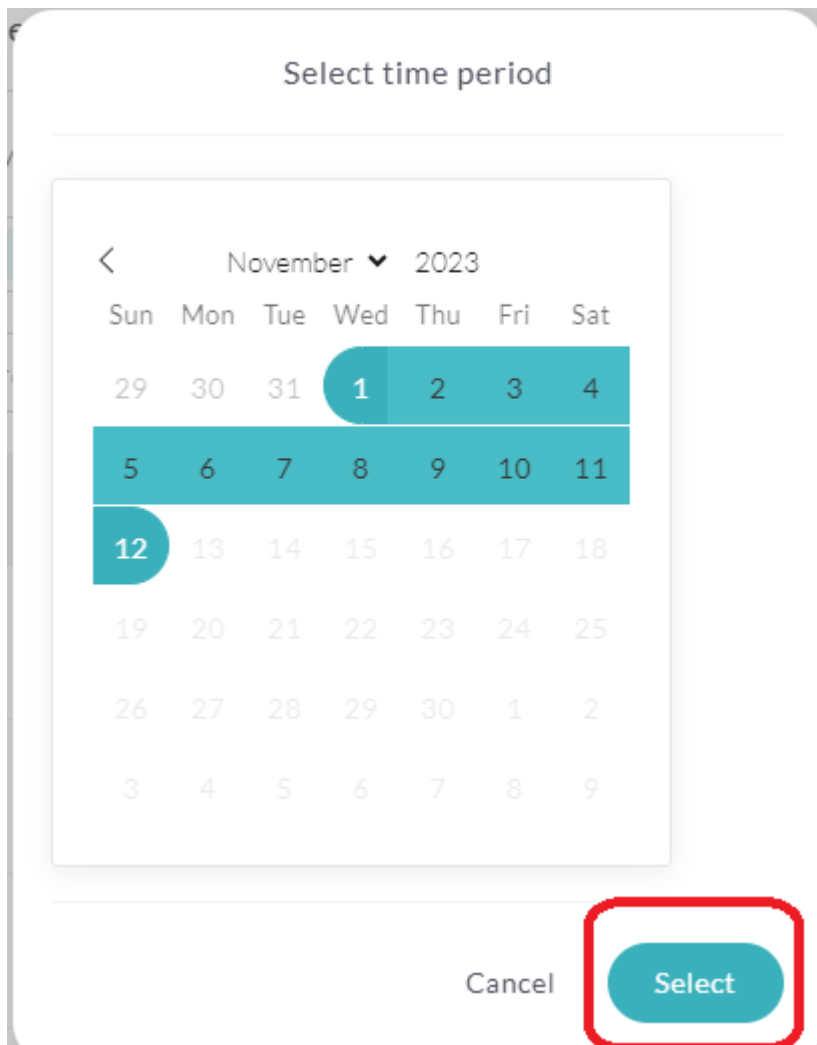 Select time period
November 2023
Sun Mon Tue Wed Thu Fri Sat
29 30 31 1 2 3 4
5 6 7 8 9 10 11
12 13 14 15 16 17 18
19 20 21 22 23 24 25
26 27 28 29 30 1 2
3 4 5 6 7 8 9
Cancel Select